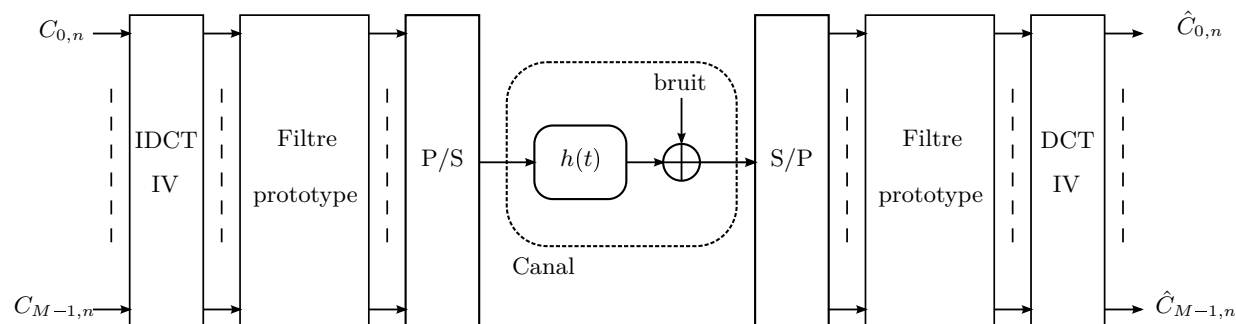 C_{0,n}
C_{M-1,n}
IDCT
IV
Filtre
prototype
P/S
h(t)
bruit
Canal
S/P
Filtre
prototype
DCT
IV
Ĉ_{0,n}
Ĉ_{M-1,n}